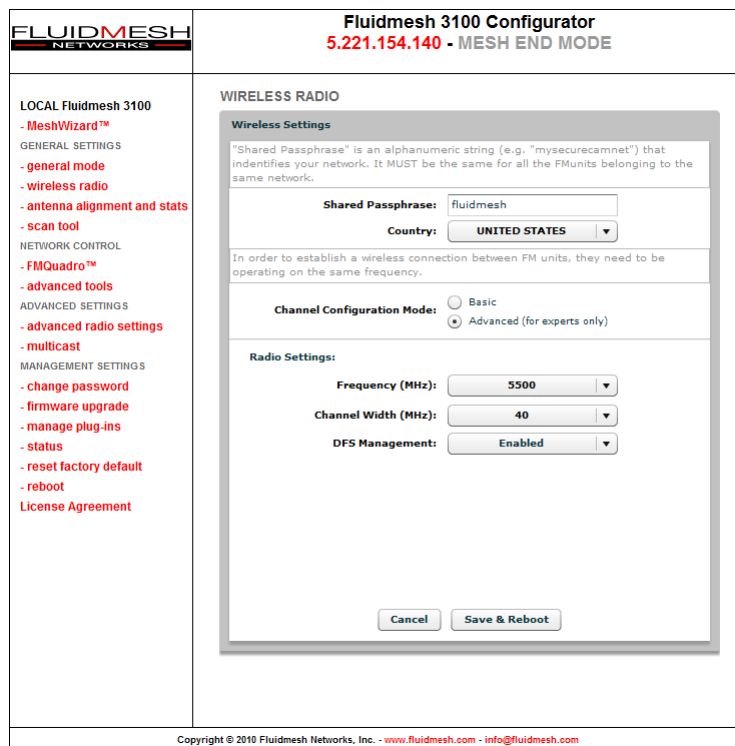 FLUIDMESH
NETWORKS
Fluidmesh 3100 Configurator
5.221.154.140 - MESH END MODE
LOCAL Fluidmesh 3100
- MeshWizard™
GENERAL SETTINGS
- general mode
- wireless radio
- antenna alignment and stats
- scan tool
NETWORK CONTROL
- FMQuadro™
- advanced tools
ADVANCED SETTINGS
- advanced radio settings
- multicast
MANAGEMENT SETTINGS
- change password
- firmware upgrade
- manage plug-ins
- status
- reset factory default
- reboot
License Agreement
WIRELESS RADIO
Wireless Settings
"Shared Passphrase" is an alphanumeric string (e.g. "mysecurecamnet") that
indentifies your network. It MUST be the same for all the FMunits belonging to the
same network.
Shared Passphrase: fluidmesh
Country: UNITED STATES
In order to establish a wireless connection between FM units, they need to be
operating on the same frequency.
Channel Configuration Mode:
Basic
Advanced (for experts only)
Radio Settings:
Frequency (MHz): 5500
Channel Width (MHz): 40
DFS Management: Enabled
Cancel Save & Reboot
Copyright © 2010 Fluidmesh Networks, Inc. - www.fluidmesh.com - info@fluidmesh.com